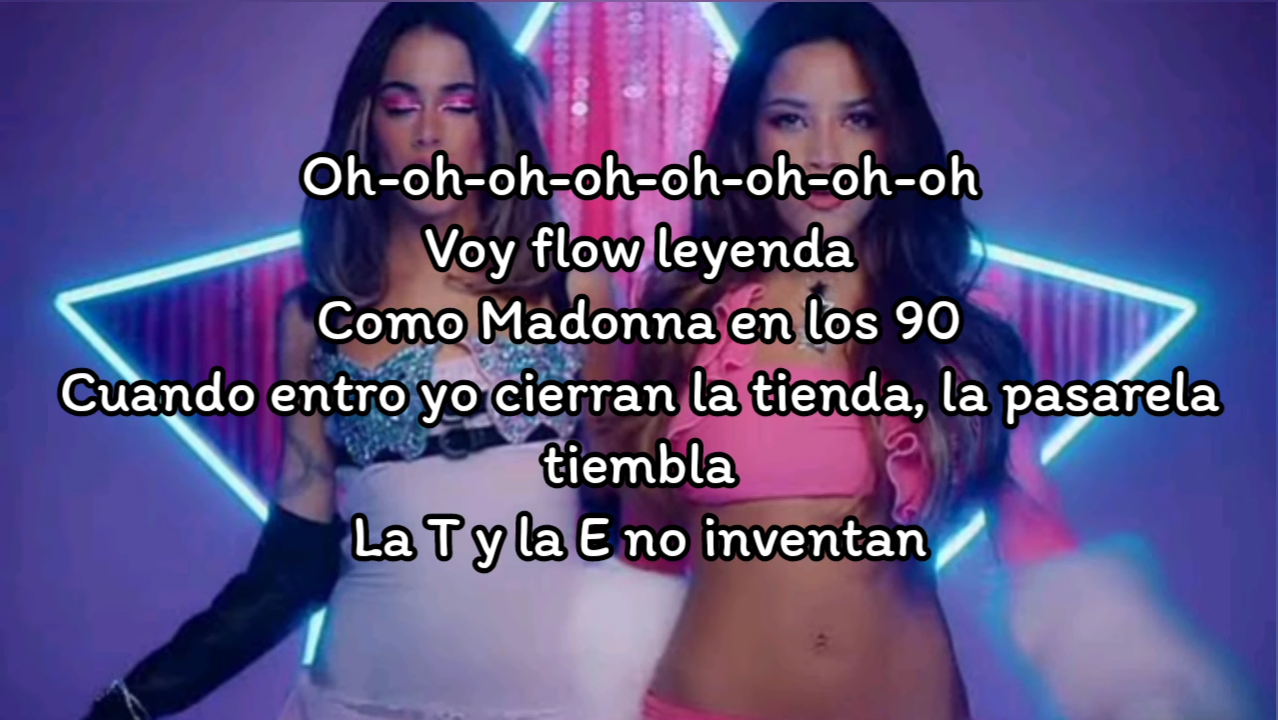 Oh-oh-oh-oh-oh-oh-oh-oh
Voy flow leyenda
Como Madonna en los 90
Cuando entro yo cierran la tienda, la pasarela
tiembla
La T y la E no inventan